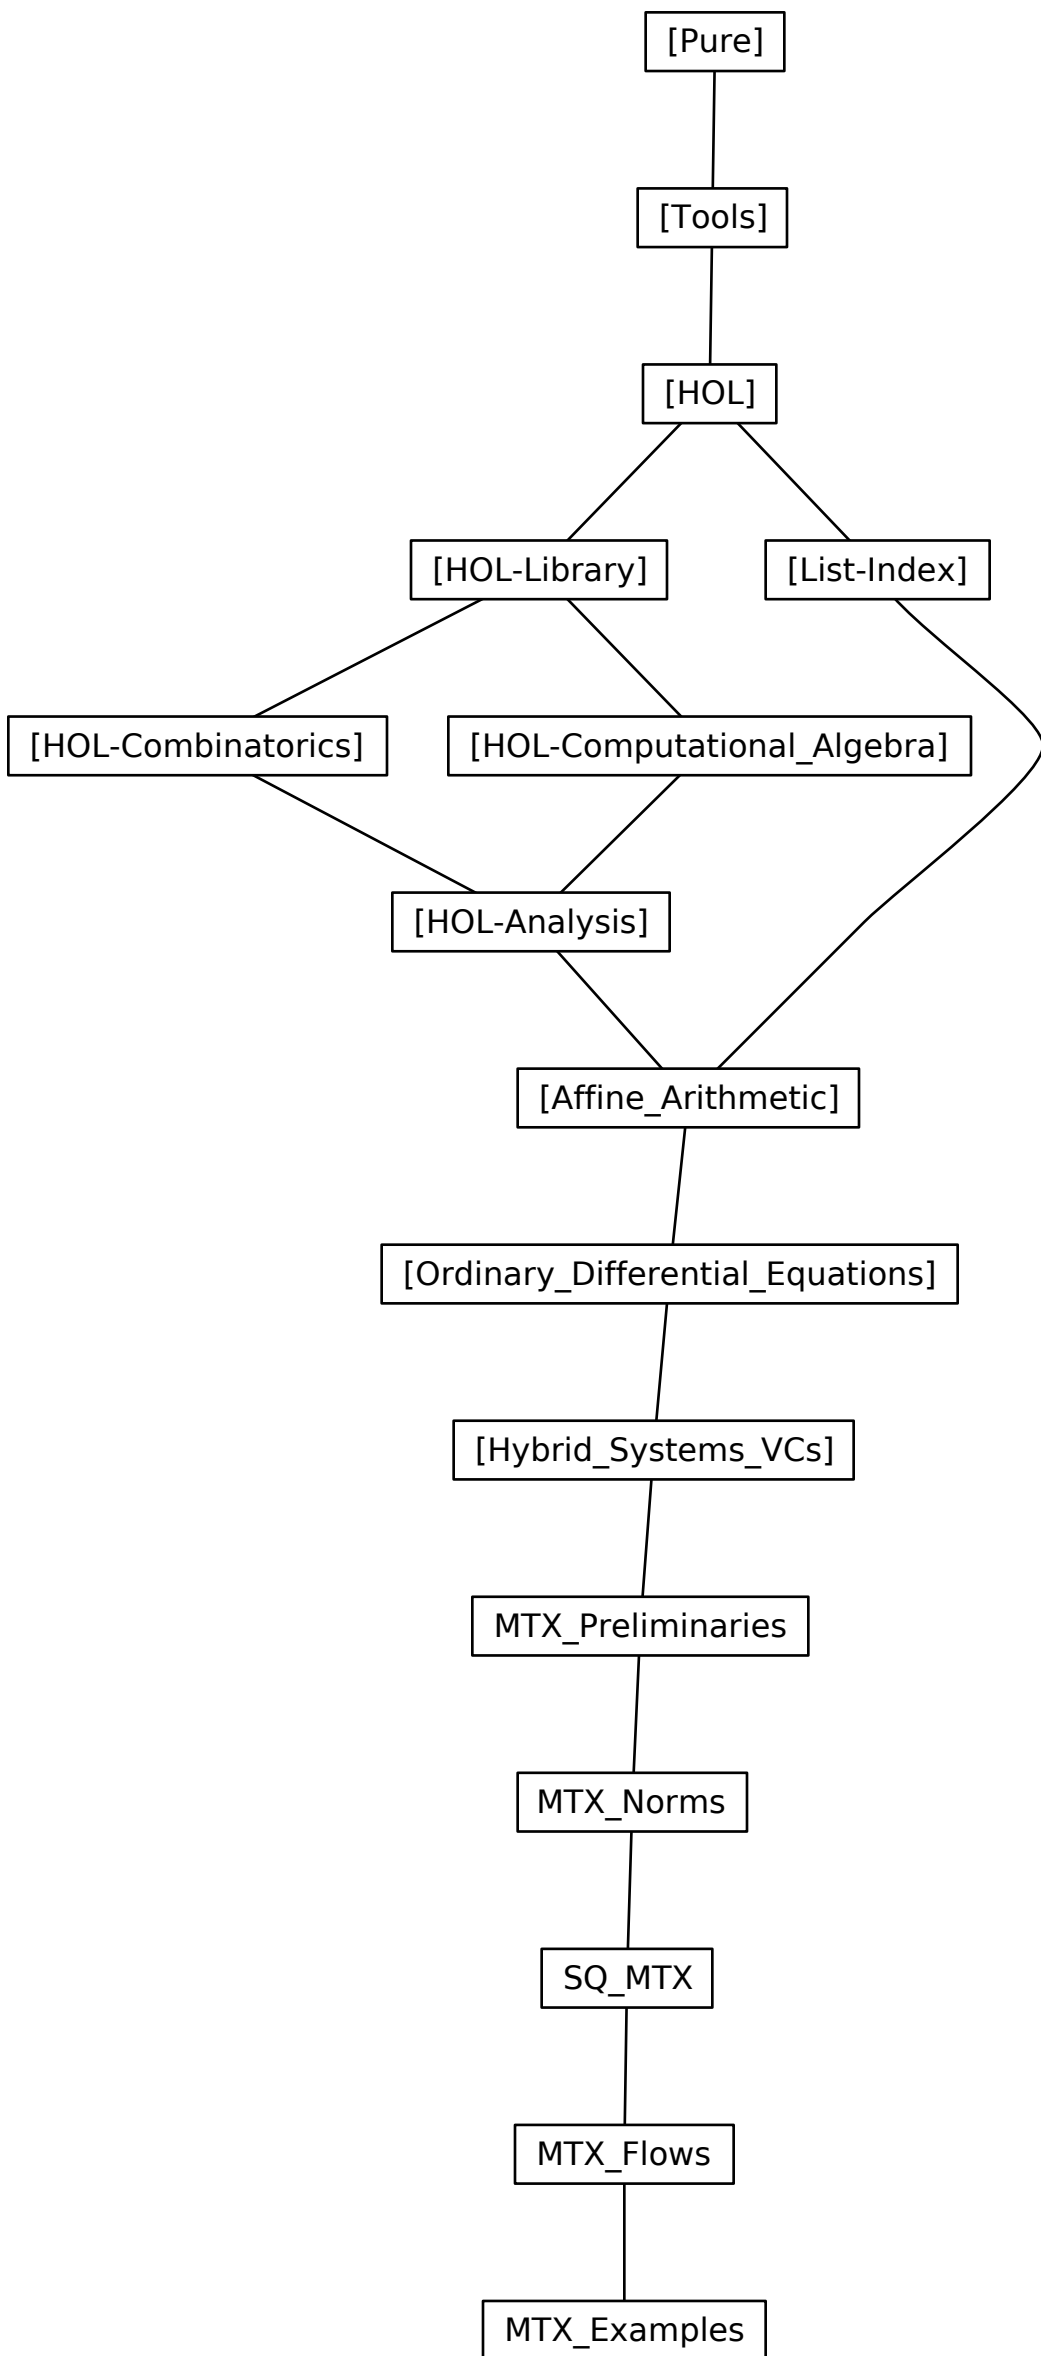 [Pure]
[Tools]
[HOL]
[HOL-Library]
[List-Index]
[HOL-Combinatorics]
[HOL-Computational_Algebra]
[HOL-Analysis]
[Affine_Arithmetic]
[Ordinary_Differential_Equations]
[Hybrid_Systems_VCs]
MTX_Preliminaries
MTX_Norms
SQ_MTX
MTX_Flows
MTX_Examples